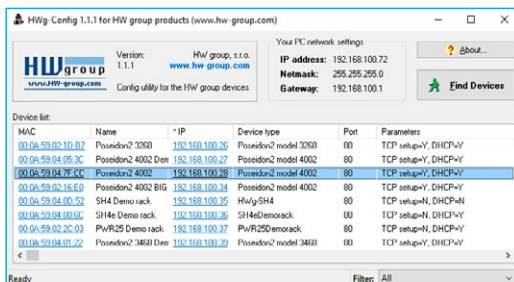 HWg-Config 1.1.1 for HW group products (www.hw-group.com)
HW group
www.HW-group.com
Version: HW group, s.r.o.
1.1.1 www.hw-group.com
Config utility for the HW group devices
Your PC network settings
IP address: 192.168.100.72
Netmask: 255.255.255.0
Gateway: 192.168.100.1
? About...
Find Devices
Device list:
MAC Name * IP Device type Port Parameters
00:0A:59:02:1D:B7 Poseidon2 3268 192.168.100.26 Poseidon2 model 3268 80 TCP setup=Y, DHCP=Y
00:0A:59:04:05:3C Poseidon2 4002 Dem 192.168.100.27 Poseidon2 model 4002 80 TCP setup=Y, DHCP=Y
00:0A:59:04:7F:CC Poseidon2 4002 192.168.100.28 Poseidon2 model 4002 80 TCP setup=Y, DHCP=Y
00:0A:59:02:16:E0 Poseidon2 4002 BIG 192.168.100.34 Poseidon2 model 4002 80 TCP setup=Y, DHCP=Y
00:0A:59:04:0D:52 SH4 Demo rack 192.168.100.35 HWg-SH4 80 TCP setup=N, DHCP=N
00:0A:59:04:00:6C SH4e Demo rack 192.168.100.36 SH4eDemorack 80 TCP setup=N, DHCP=Y
00:0A:59:02:2C:03 PWR25 Demo rack 192.168.100.37 PWR25Demorack 80 TCP setup=N, DHCP=Y
00:0A:59:04:01:22 Poseidon2 3468 Dem 192.168.100.39 Poseidon2 model 3468 80 TCP setup=Y, DHCP=Y
Ready Filter: All